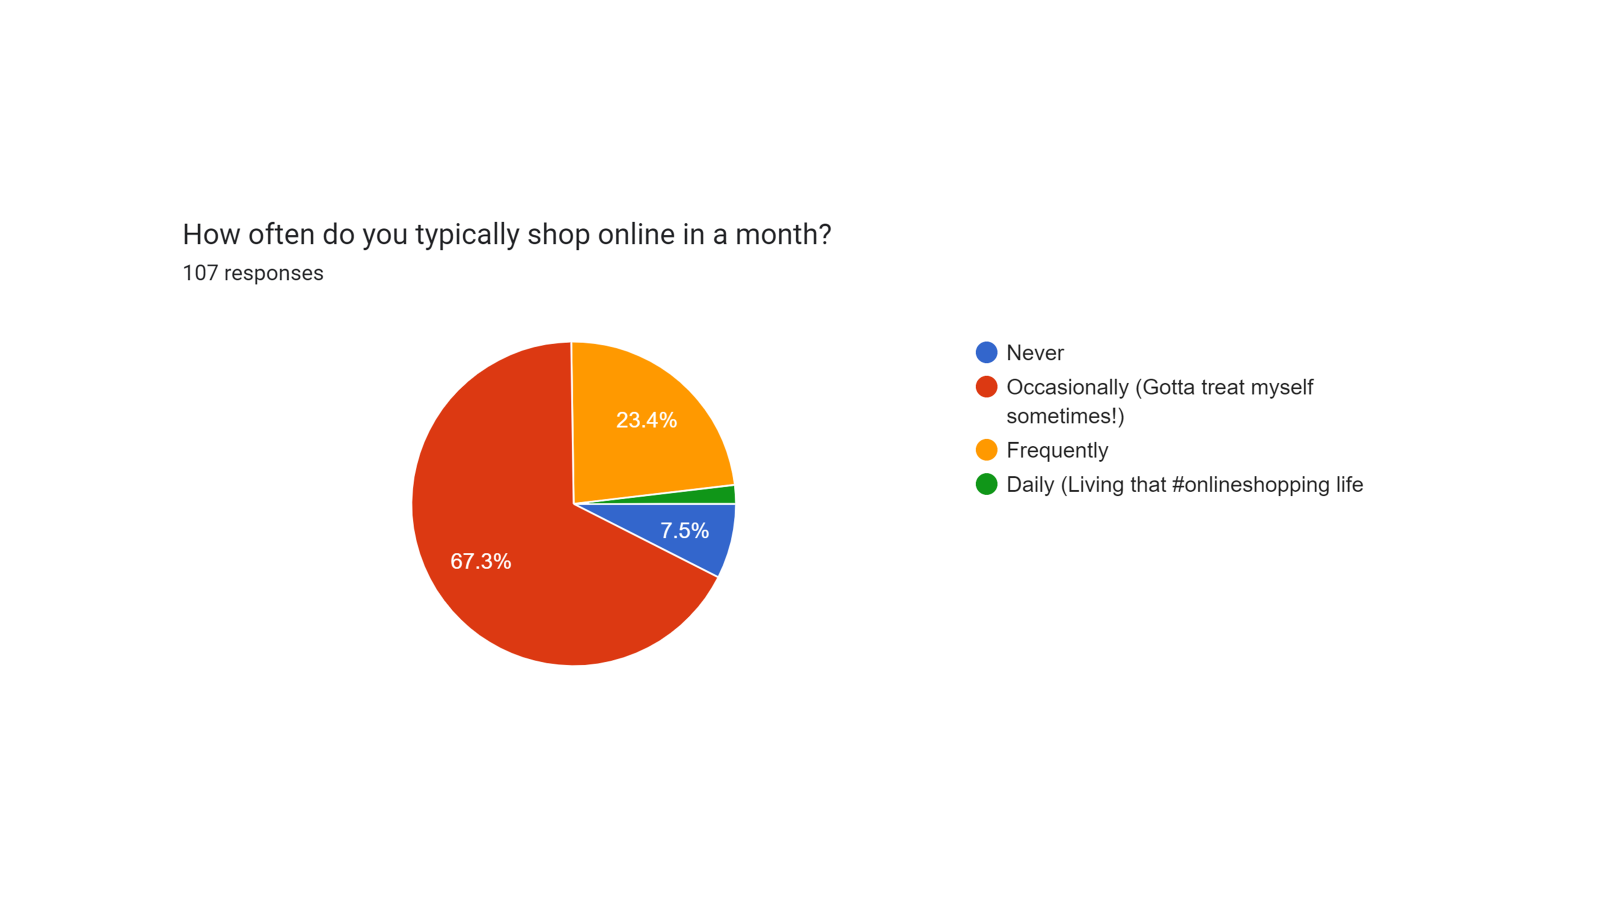 How often do you typically shop online in a month?
107 responses
23.4%
7.5%
67.3%
Never
Occasionally (Gotta treat myself
sometimes!)
Frequently
Daily (Living that #onlineshopping life